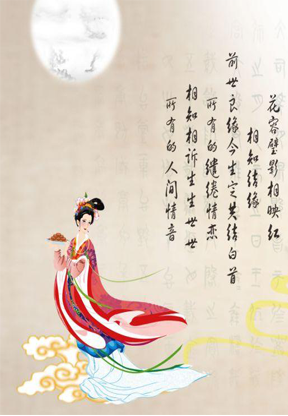 花容壁影相映红
相知结缘
前世良缘今生定共结白首
所有的缱绻情恋
相知相诉生生世世
所有的人间情音